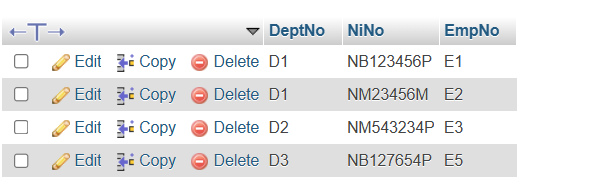 DeptNo NiNo EmpNo
Edit Copy Delete D1 NB123456P E1
Edit Copy Delete D1 NM23456M E2
Edit Copy Delete D2 NM543234P E3
Edit Copy Delete D3 NB127654P E5